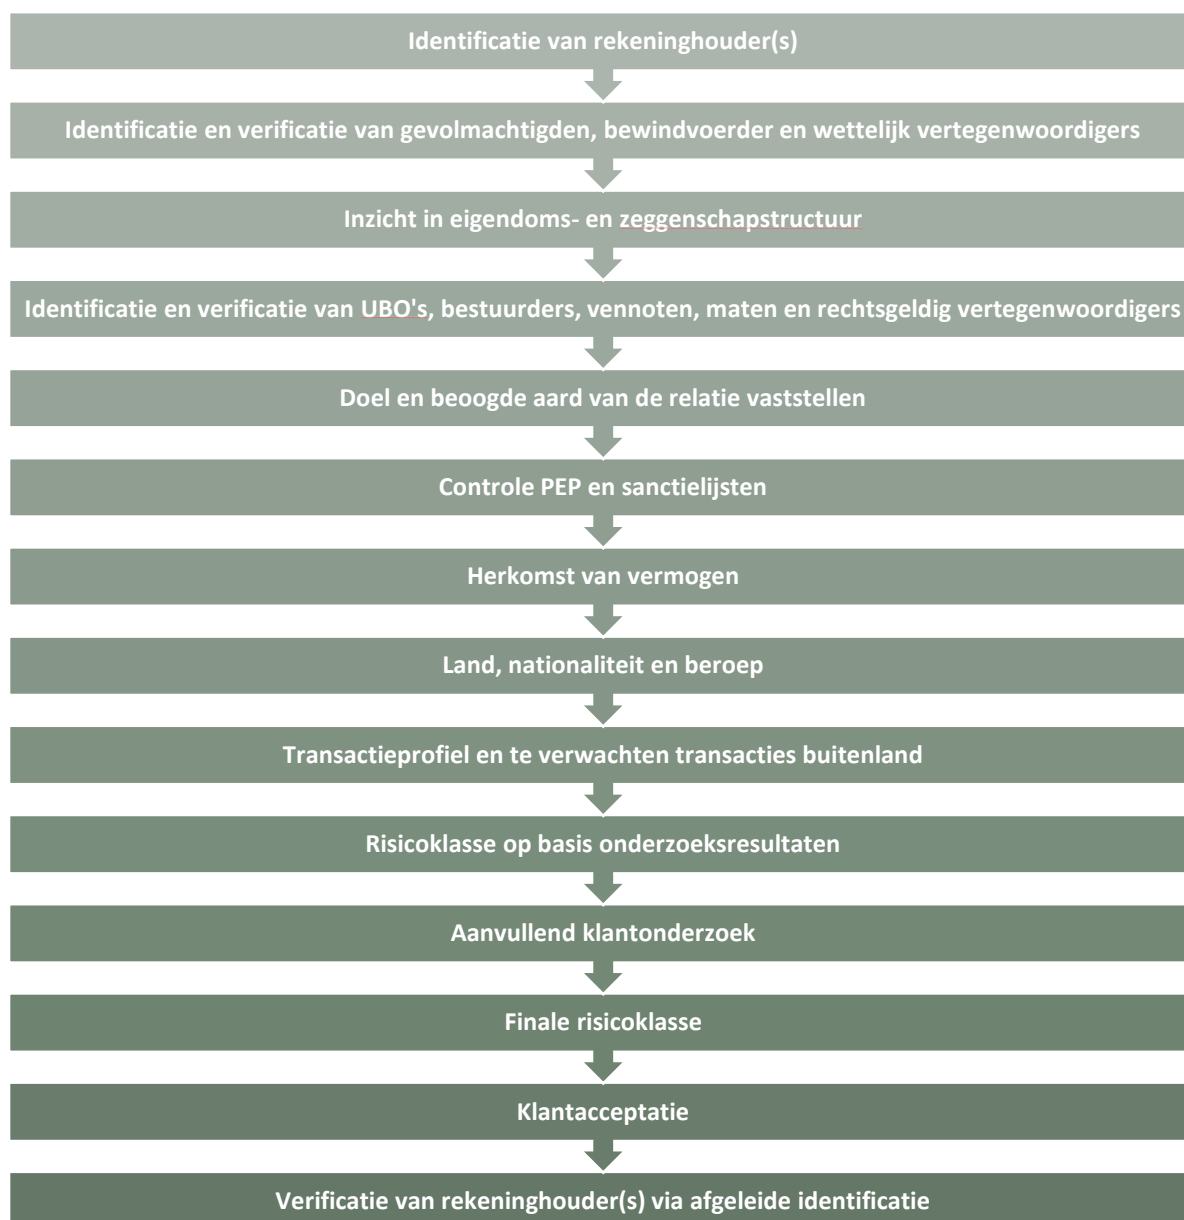 Identificatie van rekeninghouder(s)
Identificatie en verificatie van gevolmachtigden, bewindvoerder en wettelijk vertegenwoordigers
Inzicht in eigendoms- en zeggenschapstructuur
Identificatie en verificatie van UBO's, bestuurders, vennoten, maten en rechtsgeldig vertegenwoordigers
Doel en beoogde aard van de relatie vaststellen
Controle PEP en sanctielijsten
Herkomst van vermogen
Land, nationaliteit en beroep
Transactieprofiel en te verwachten transacties buitenland
Risicoklasse op basis onderzoeksresultaten
Aanvullend klantonderzoek
Finale risicoklasse
Klantacceptatie
Verificatie van rekeninghouder(s) via afgeleide identificatie